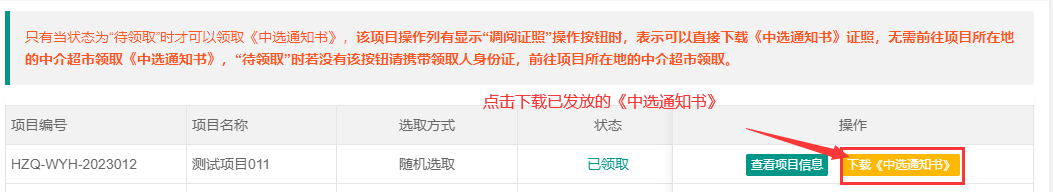 只有当状态为“待领取”时才可以领取《中选通知书》，该项目操作列有显示“调阅证照”操作按钮时，表示可以直接下载《中选通知书》证照，无需前往项目所在地
的中介超市领取《中选通知书》，“待领取”时若没有该按钮请携带领取人身份证，前往项目所在地的中介超市领取。
点击下载已发放的《中选通知书》
项目编号 项目名称 选取方式 状态 操作
HZQ-WYH-2023012 测试项目011 随机选取 已领取 查看项目信息 下载《中选通知书》